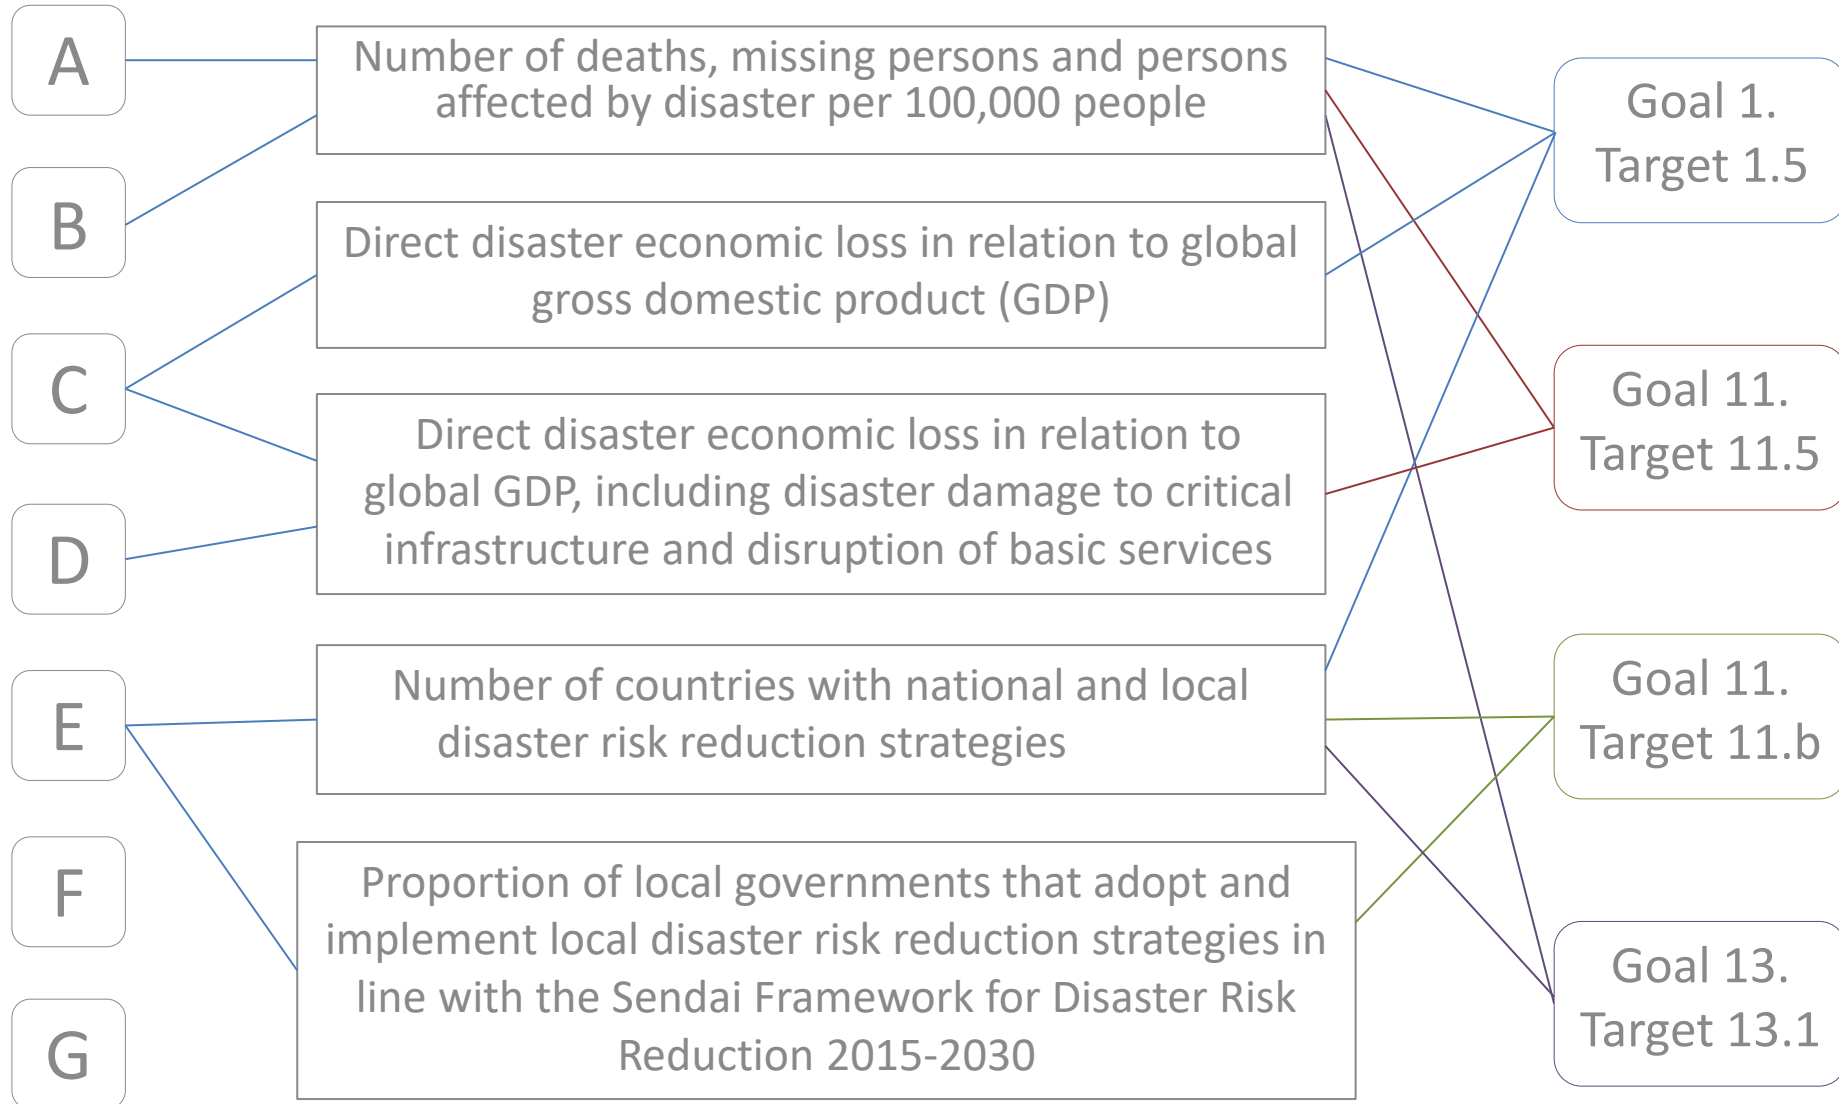 A
B
C
D
E
F
G
Number of deaths, missing persons and persons
affected by disaster per 100,000 people
Direct disaster economic loss in relation to global
gross domestic product (GDP)
Direct disaster economic loss in relation to
global GDP, including disaster damage to critical
infrastructure and disruption of basic services
Number of countries with national and local
disaster risk reduction strategies
Proportion of local governments that adopt and
implement local disaster risk reduction strategies in
line with the Sendai Framework for Disaster Risk
Reduction 2015-2030
Goal 1.
Target 1.5
Goal 11.
Target 11.5
Goal 11.
Target 11.b
Goal 13.
Target 13.1